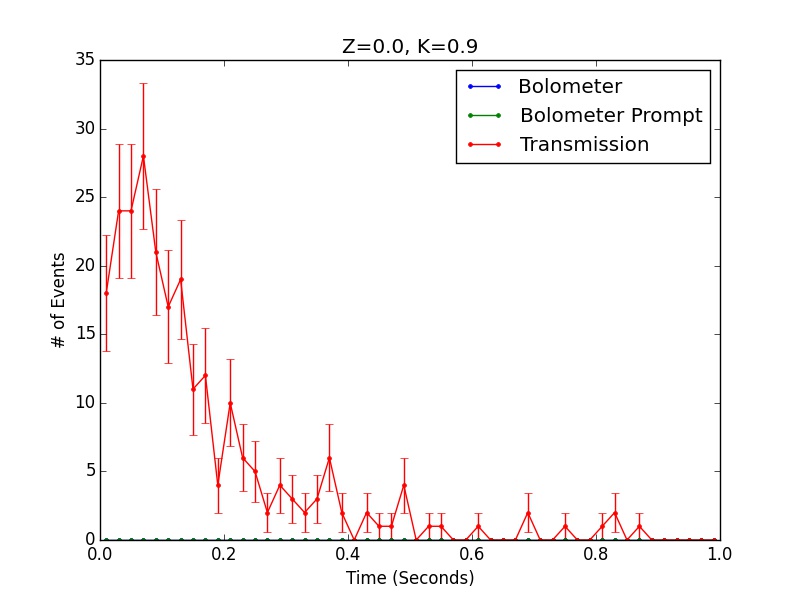 Z=0.0, K=0.9
Bolometer
Bolometer Prompt
Transmission
# of Events
35
30
25
20
15
10
5
0
0.0 0.2 0.4 0.6 0.8 1.0
Time (Seconds)